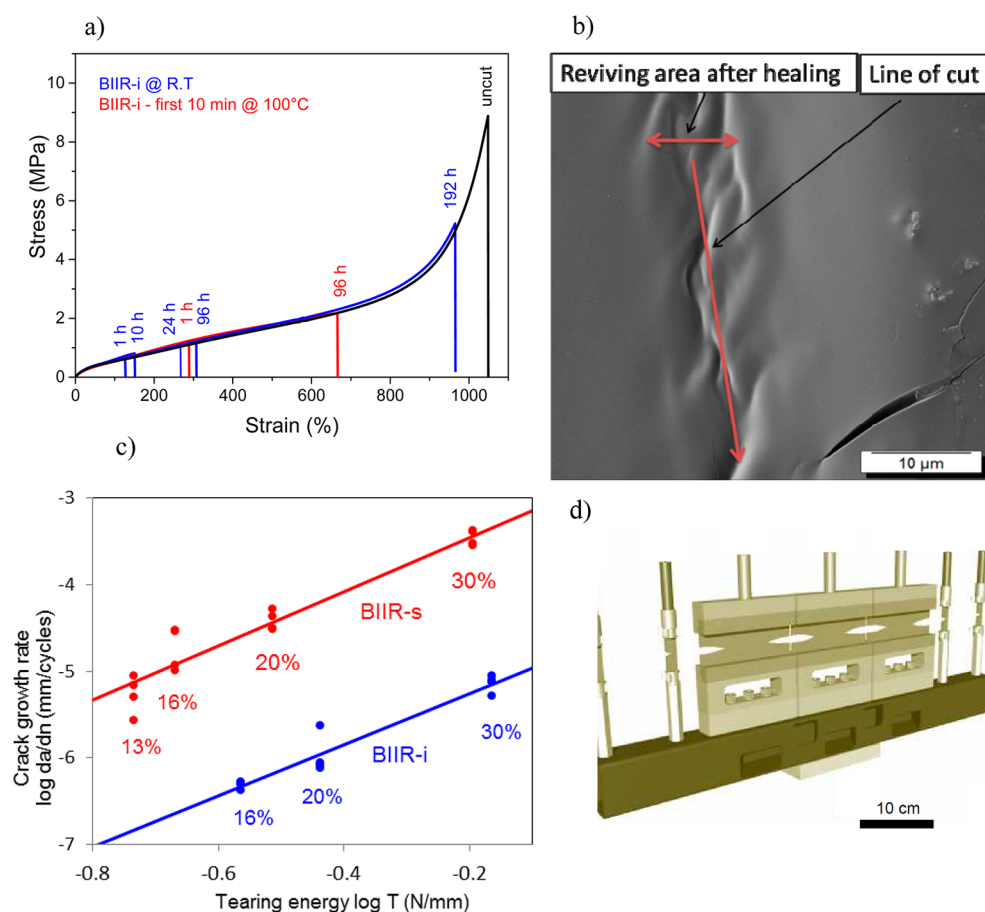 a)
BIIR-i @ R.T
BIIR-i - first 10 min @ 100°C
Stress (MPa)
10
8
6
4
2
0
1 h
10 h
24 h
1 h
96 h
96 h
192 h
uncut
0
200
400
600
800
1000
Strain (%)
b)
Reviving area after healing
Line of cut
10 µm
c)
Crack growth rate
log da/dn (mm/cycles)
-3
-4
-5
-6
-7
30%
BIIR-s
20%
16%
13%
BIIR-i
30%
20%
16%
-0.8
-0.6
-0.4
-0.2
Tearing energy log T (N/mm)
d)
10 cm